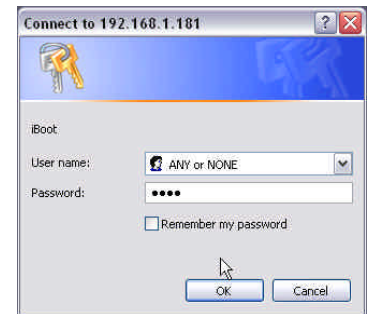 Connect to 192.168.1.181
iBoot
User name:
ANY or NONE
Password:
••••
Remember my password
OK
Cancel